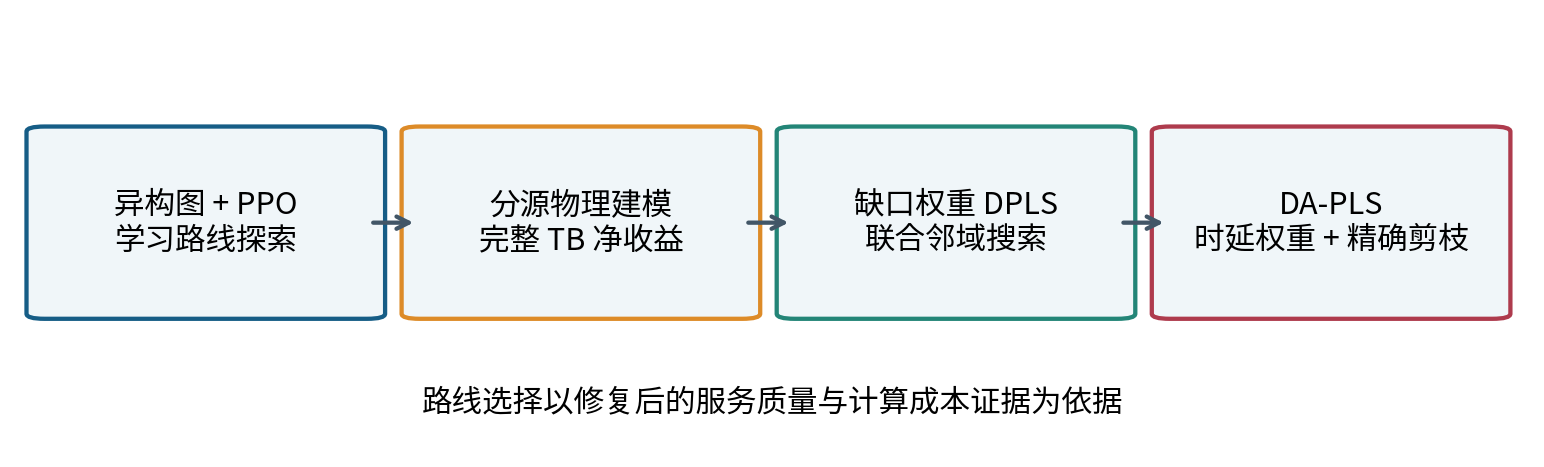 异构图 + PPO
学习路线探索
分源物理建模
完整 TB 净收益
缺口权重 DPLS
联合邻域搜索
DA-PLS
时延权重 + 精确剪枝
路线选择以修复后的服务质量与计算成本证据为依据